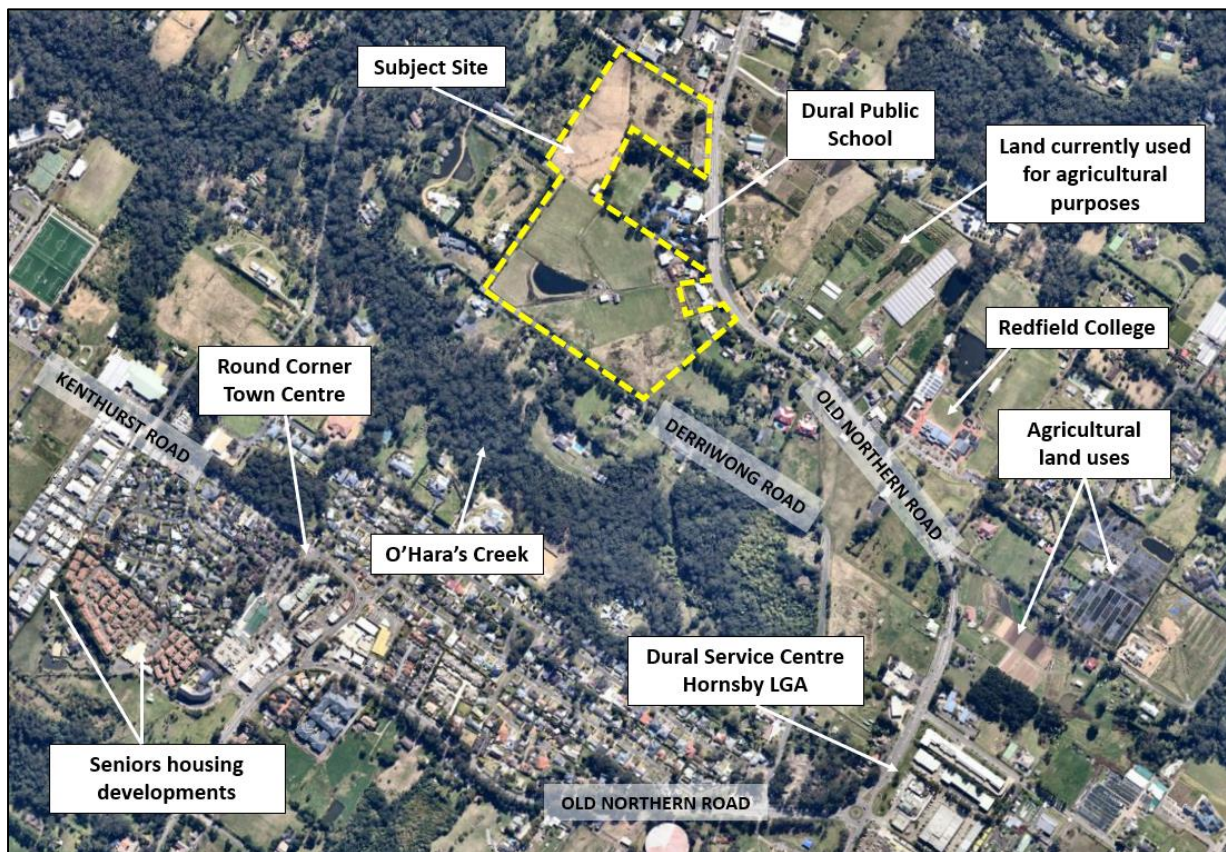 Subject Site
Dural Public
School
Land currently used
for agricultural
purposes
Redfield College
Round Corner
Town Centre
KENTHURST ROAD
OLD NORTHERN ROAD
Agricultural
land uses
DERRIWONG ROAD
O'Hara's Creek
Dural Service Centre
Hornsby LGA
Seniors housing
developments
OLD NORTHERN ROAD